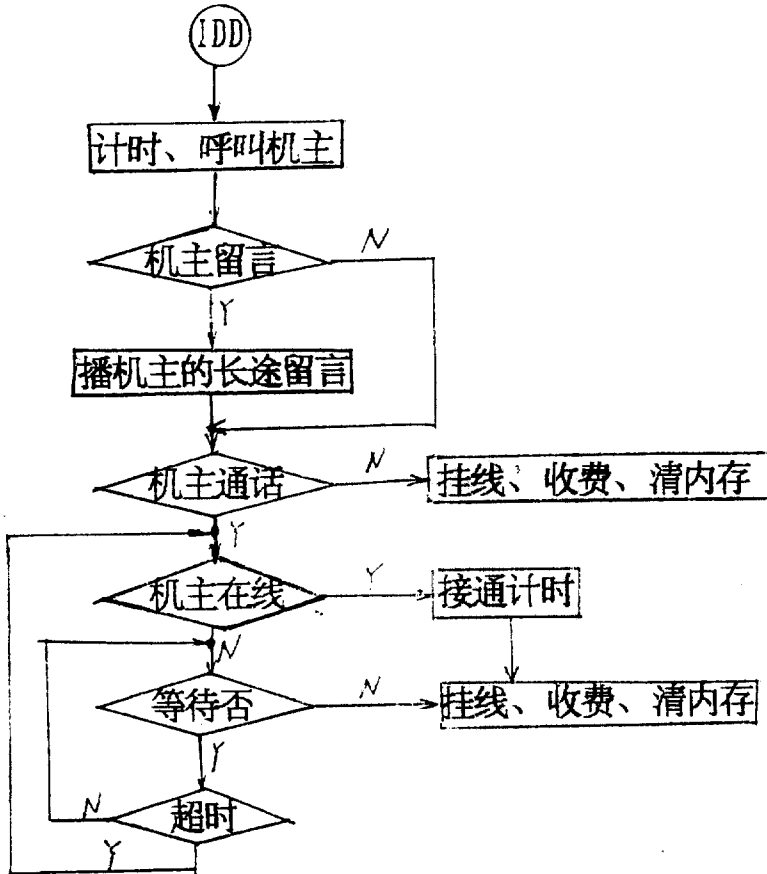 IDD
计时、呼叫机主
机主留言
N
Y
播机主的长途留言
机主通话
N
挂线、收费、清内存
Y
机主在线
Y
接通计时
N
等待否
N
挂线、收费、清内存
Y
超时
N
Y